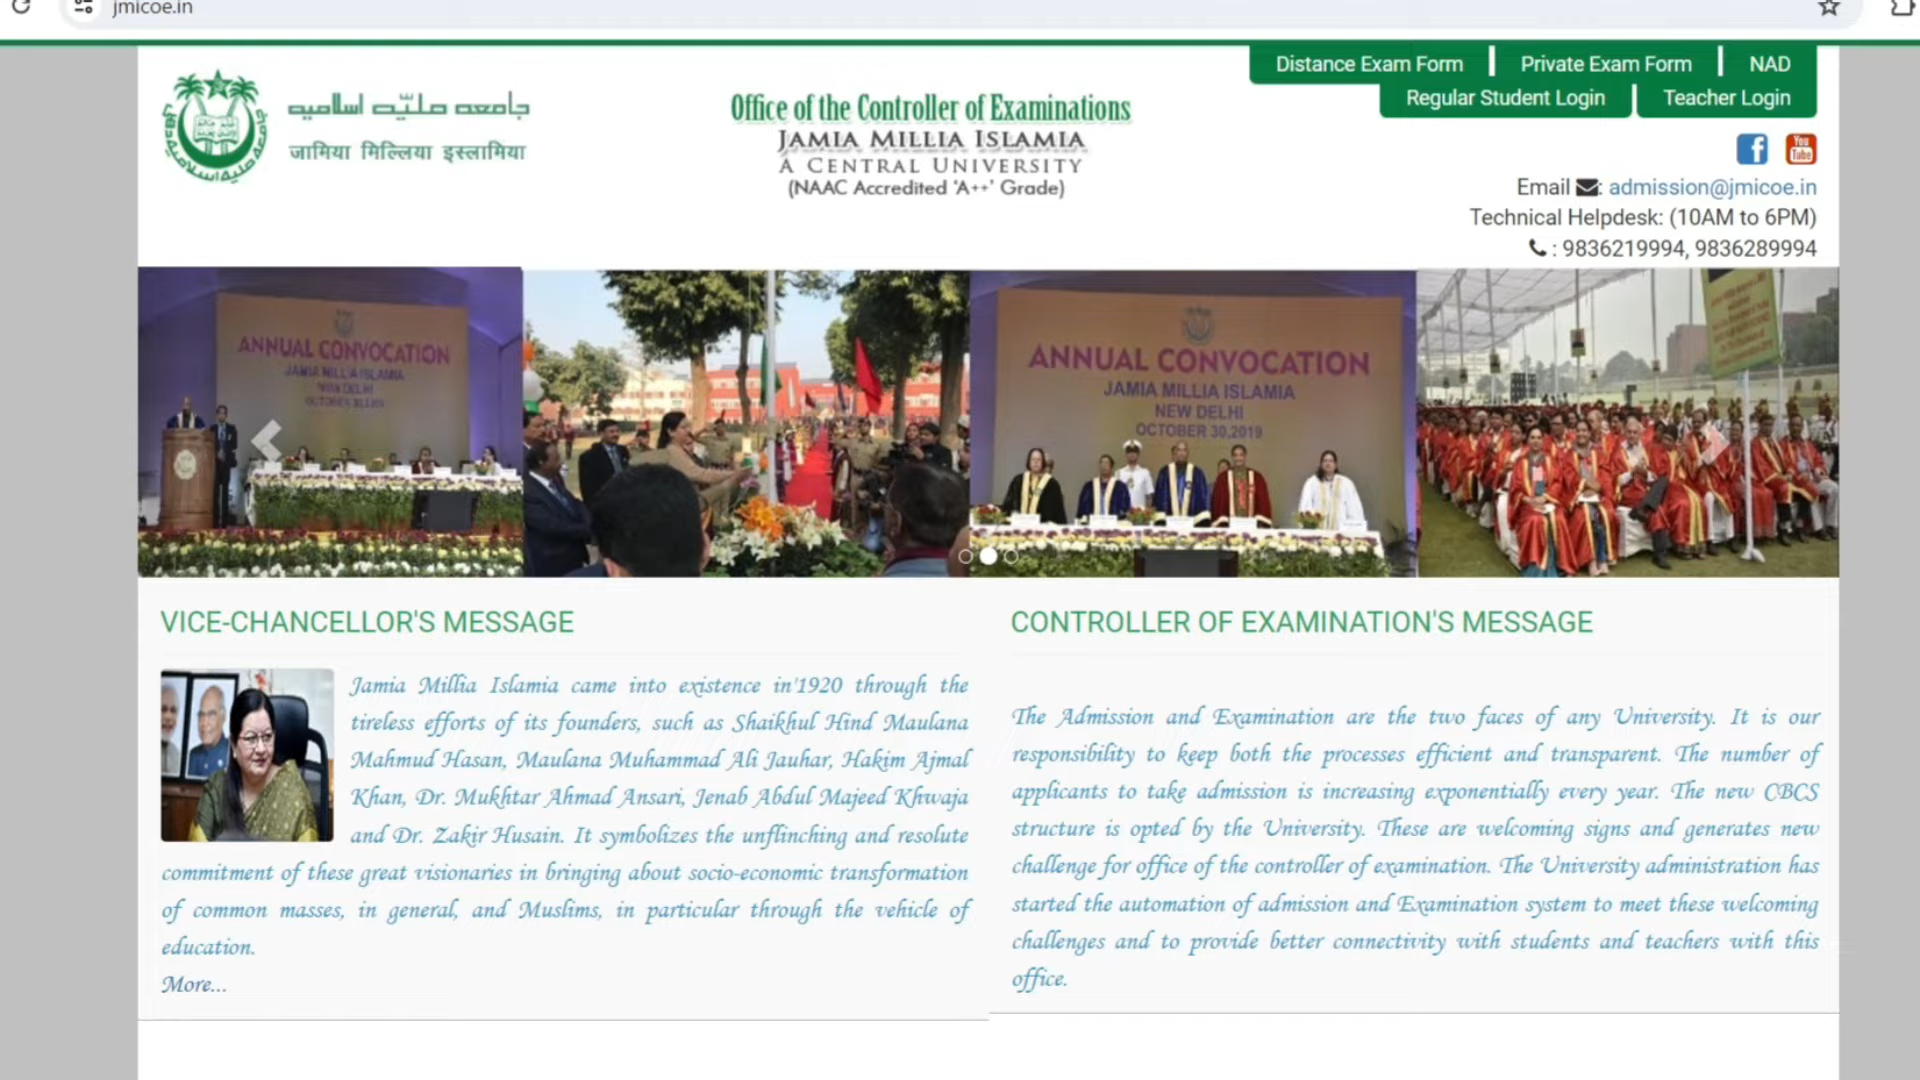 jmicoe.in
Distance Exam Form
Private Exam Form
NAD
Regular Student Login
Teacher Login
جامعہ ملیّہ اسلامیہ
जामिया मिल्लिया इस्लामिया
Office of the Controller of Examinations
JAMIA MILLIA ISLAMIA
A CENTRAL UNIVERSITY
(NAAC Accredited 'A++' Grade)
You
Tube
Email : admission@jmicoe.in
Technical Helpdesk: (10AM to 6PM)
: 9836219994, 9836289994
ANNUAL CONVOCATION
JAMIA MILLIA ISLAMIA
NEW DELHI
ANNUAL CONVOCATION
JAMIA MILLIA ISLAMIA
NEW DELHI
OCTOBER 30,2019
VICE-CHANCELLOR'S MESSAGE
Jamia Millia Islamia came into existence in'1920 through the
tireless efforts of its founders, such as Shaikhul Hind Maulana
Mahmud Hasan, Maulana Muhammad Ali Jauhar, Hakim Ajmal
Khan, Dr. Mukhtar Ahmad Ansari, Jenab Abdul Majeed Khwaja
and Dr. Zakir Husain. It symbolizes the unflinching and resolute
commitment of these great visionaries in bringing about socio-economic transformation
of common masses, in general, and Muslims, in particular through the vehicle of
education.
More...
CONTROLLER OF EXAMINATION'S MESSAGE
The Admission and Examination are the two faces of any University. It is our
responsibility to keep both the processes efficient and transparent. The number of
applicants to take admission is increasing exponentially every year. The new CBCS
structure is opted by the University. These are welcoming signs and generates new
challenge for office of the controller of examination. The University administration has
started the automation of admission and Examination system to meet these welcoming
challenges and to provide better connectivity with students and teachers with this
office.